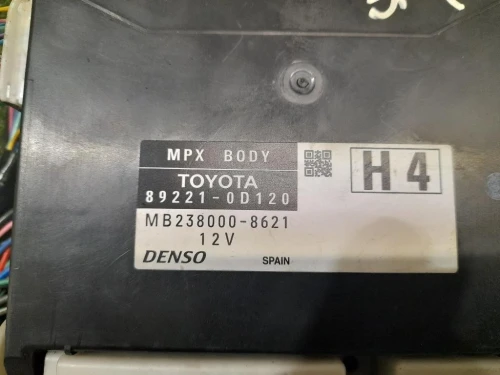 MPX BODY
TOYOTA
89221-0D120
H4
MB238000-8621
12V
DENSO
SPAIN